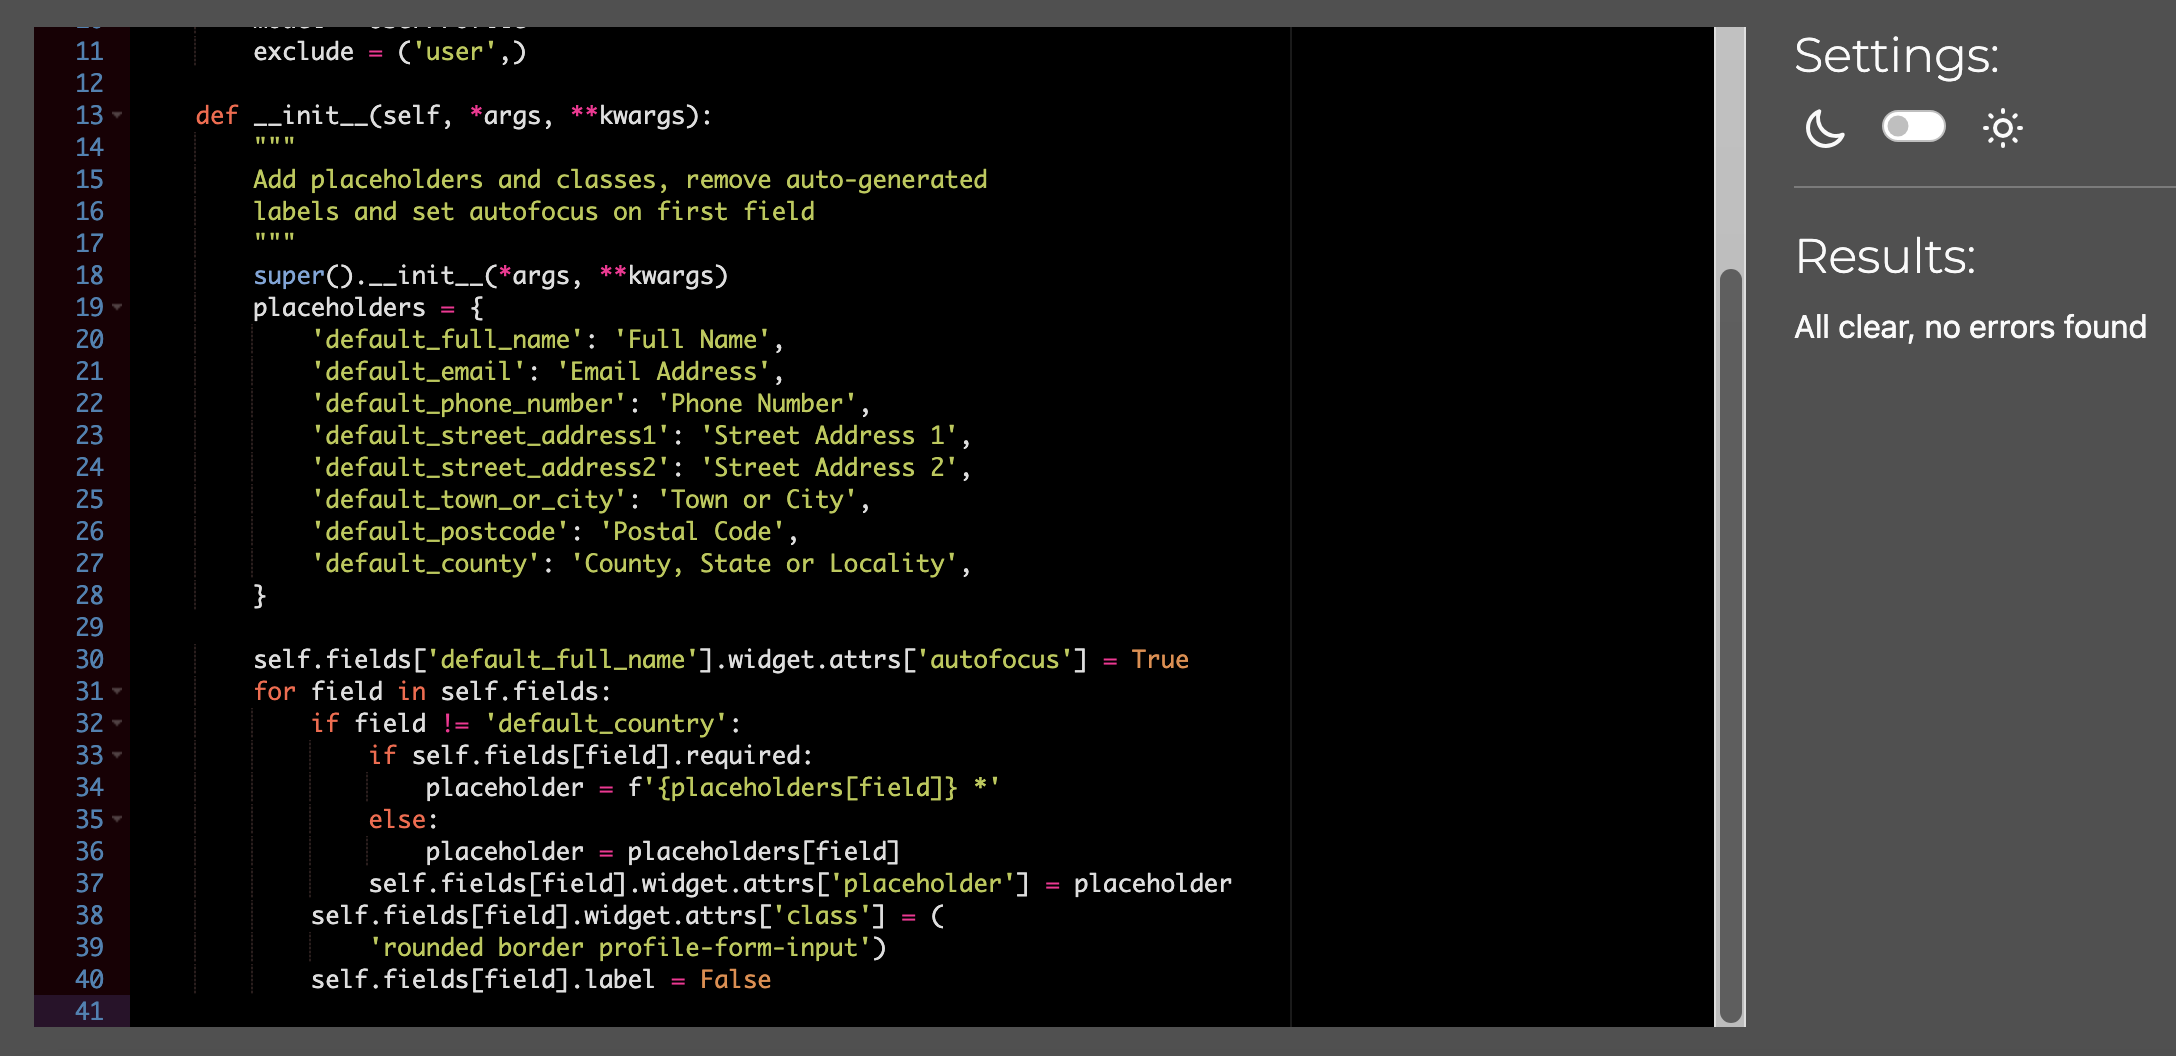 11 exclude = ('user',)
12
13 def __init__(self, *args, **kwargs):
14 """
15 Add placeholders and classes, remove auto-generated
16 labels and set autofocus on first field
17 """
18 super().__init__(*args, **kwargs)
19 placeholders = {
20 'default_full_name': 'Full Name',
21 'default_email': 'Email Address',
22 'default_phone_number': 'Phone Number',
23 'default_street_address1': 'Street Address 1',
24 'default_street_address2': 'Street Address 2',
25 'default_town_or_city': 'Town or City',
26 'default_postcode': 'Postal Code',
27 'default_county': 'County, State or Locality',
28 }
29
30 self.fields['default_full_name'].widget.attrs['autofocus'] = True
31 for field in self.fields:
32 if field != 'default_country':
33 if self.fields[field].required:
34 placeholder = f'{placeholders[field]} *'
35 else:
36 placeholder = placeholders[field]
37 self.fields[field].widget.attrs['placeholder'] = placeholder
38 self.fields[field].widget.attrs['class'] = (
39 'rounded border profile-form-input')
40 self.fields[field].label = False
41
Settings:
Results:
All clear, no errors found